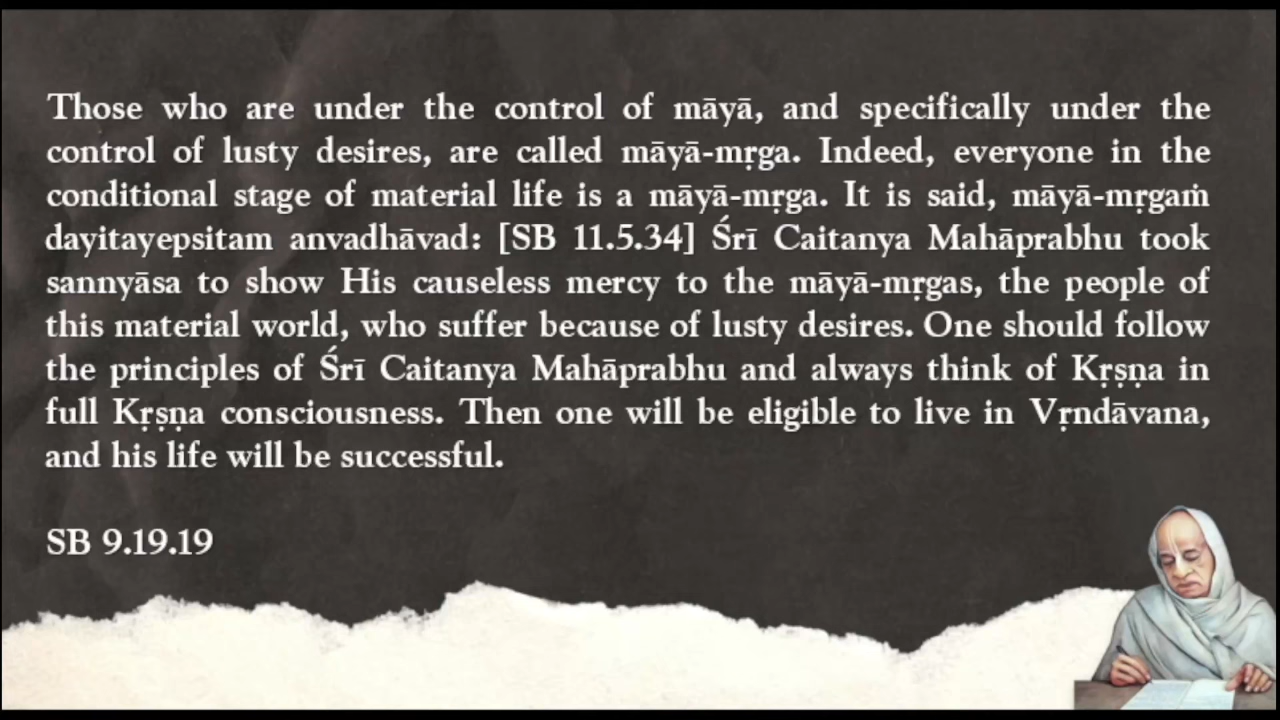 Those who are under the control of māyā, and specifically under the
control of lusty desires, are called māyā-mṛga. Indeed, everyone in the
conditional stage of material life is a māyā-mṛga. It is said, māyā-mṛgaṁ
dayitayepsitam anvadhāvad: [SB 11.5.34] Śrī Caitanya Mahāprabhu took
sannyāsa to show His causeless mercy to the māyā-mṛgas, the people of
this material world, who suffer because of lusty desires. One should follow
the principles of Śrī Caitanya Mahāprabhu and always think of Kṛṣṇa in
full Kṛṣṇa consciousness. Then one will be eligible to live in Vṛndāvana,
and his life will be successful.
SB 9.19.19